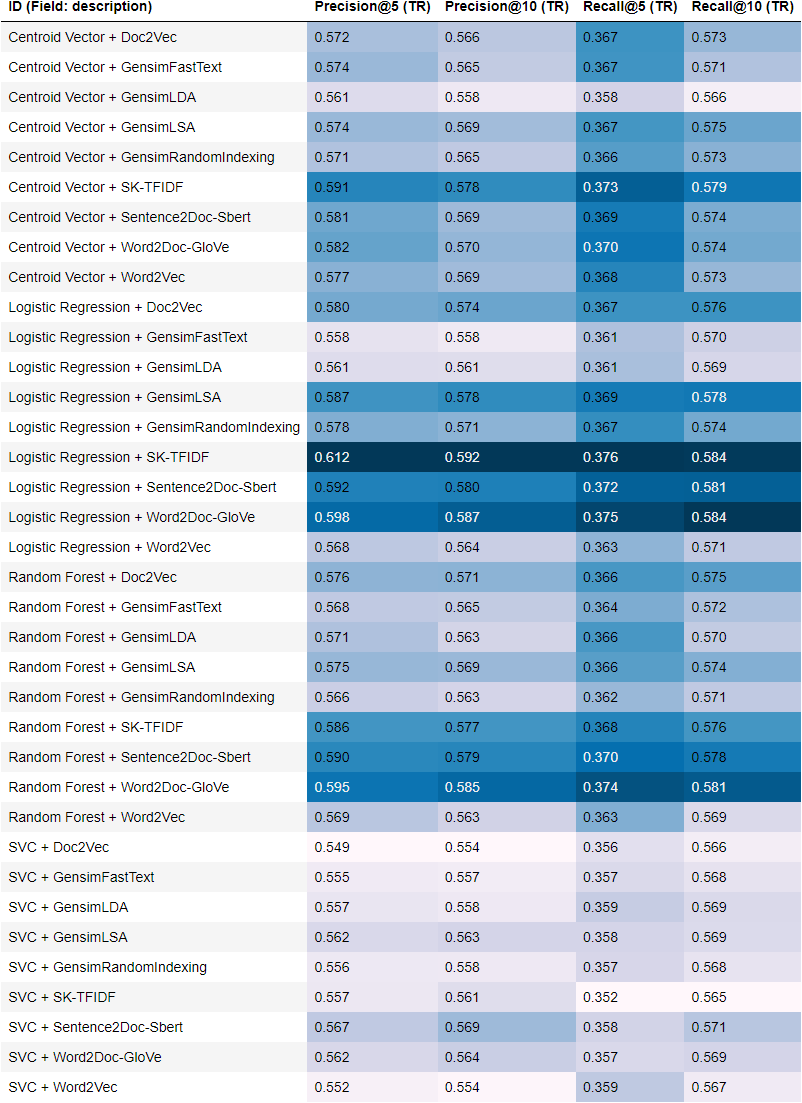 ID (Field: description) Precision@5 (TR) Precision@10 (TR) Recall@5 (TR) Recall@10 (TR)
Centroid Vector + Doc2Vec 0.572 0.566 0.367 0.573
Centroid Vector + GensimFastText 0.574 0.565 0.367 0.571
Centroid Vector + GensimLDA 0.561 0.558 0.358 0.566
Centroid Vector + GensimLSA 0.574 0.569 0.367 0.575
Centroid Vector + GensimRandomIndexing 0.571 0.565 0.366 0.573
Centroid Vector + SK-TFIDF 0.591 0.578 0.373 0.579
Centroid Vector + Sentence2Doc-Sbert 0.581 0.569 0.369 0.574
Centroid Vector + Word2Doc-GloVe 0.582 0.570 0.370 0.574
Centroid Vector + Word2Vec 0.577 0.569 0.368 0.573
Logistic Regression + Doc2Vec 0.580 0.574 0.367 0.576
Logistic Regression + GensimFastText 0.558 0.558 0.361 0.570
Logistic Regression + GensimLDA 0.561 0.561 0.361 0.569
Logistic Regression + GensimLSA 0.587 0.578 0.369 0.578
Logistic Regression + GensimRandomIndexing 0.578 0.571 0.367 0.574
Logistic Regression + SK-TFIDF 0.612 0.592 0.376 0.584
Logistic Regression + Sentence2Doc-Sbert 0.592 0.580 0.372 0.581
Logistic Regression + Word2Doc-GloVe 0.598 0.587 0.375 0.584
Logistic Regression + Word2Vec 0.568 0.564 0.363 0.571
Random Forest + Doc2Vec 0.576 0.571 0.366 0.575
Random Forest + GensimFastText 0.568 0.565 0.364 0.572
Random Forest + GensimLDA 0.571 0.563 0.366 0.570
Random Forest + GensimLSA 0.575 0.569 0.366 0.574
Random Forest + GensimRandomIndexing 0.566 0.563 0.362 0.571
Random Forest + SK-TFIDF 0.586 0.577 0.368 0.576
Random Forest + Sentence2Doc-Sbert 0.590 0.579 0.370 0.578
Random Forest + Word2Doc-GloVe 0.595 0.585 0.374 0.581
Random Forest + Word2Vec 0.569 0.563 0.363 0.569
SVC + Doc2Vec 0.549 0.554 0.356 0.566
SVC + GensimFastText 0.555 0.557 0.357 0.568
SVC + GensimLDA 0.557 0.558 0.359 0.569
SVC + GensimLSA 0.562 0.563 0.358 0.569
SVC + GensimRandomIndexing 0.556 0.558 0.357 0.568
SVC + SK-TFIDF 0.557 0.561 0.352 0.565
SVC + Sentence2Doc-Sbert 0.567 0.569 0.358 0.571
SVC + Word2Doc-GloVe 0.562 0.564 0.357 0.569
SVC + Word2Vec 0.552 0.554 0.359 0.567